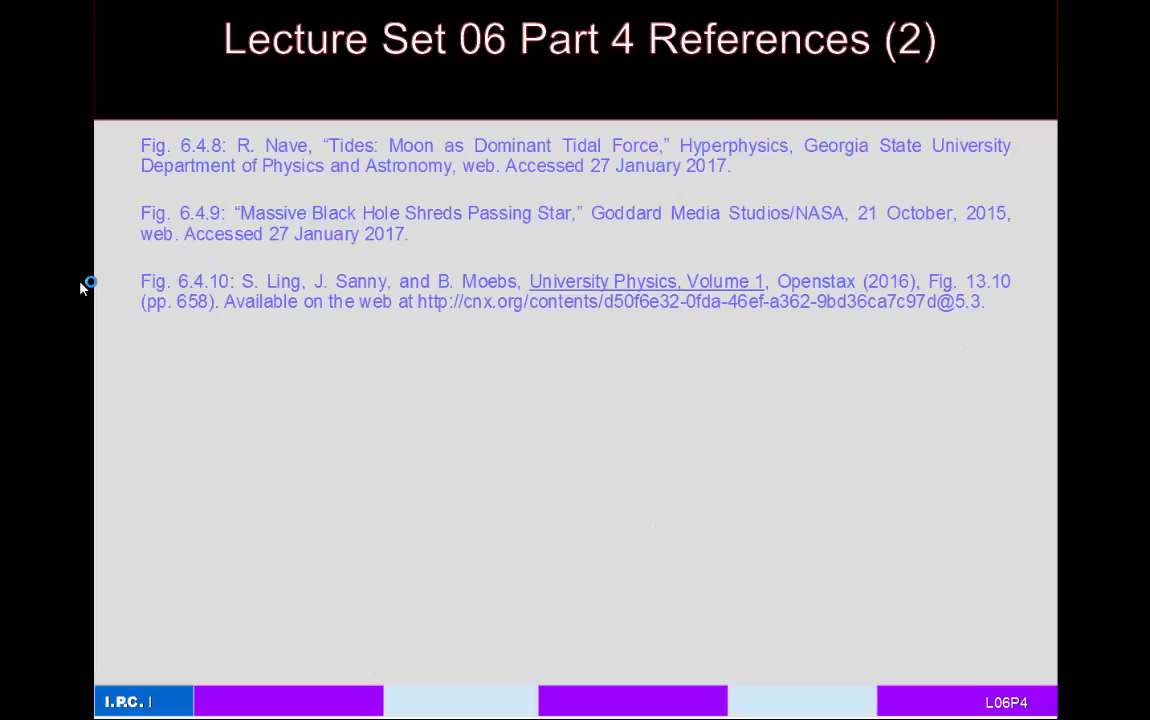 Lecture Set 06 Part 4 References (2)
Fig. 6.4.8: R. Nave, “Tides: Moon as Dominant Tidal Force,” Hyperphysics, Georgia State University
Department of Physics and Astronomy, web. Accessed 27 January 2017.
Fig. 6.4.9: “Massive Black Hole Shreds Passing Star,” Goddard Media Studios/NASA, 21 October, 2015,
web. Accessed 27 January 2017.
Fig. 6.4.10: S. Ling, J. Sanny, and B. Moebs, University Physics, Volume 1, Openstax (2016), Fig. 13.10
(pp. 658). Available on the web at http://cnx.org/contents/d50f6e32-0fda-46ef-a362-9bd36ca7c97d@5.3.
I.P.C. I
L06P4